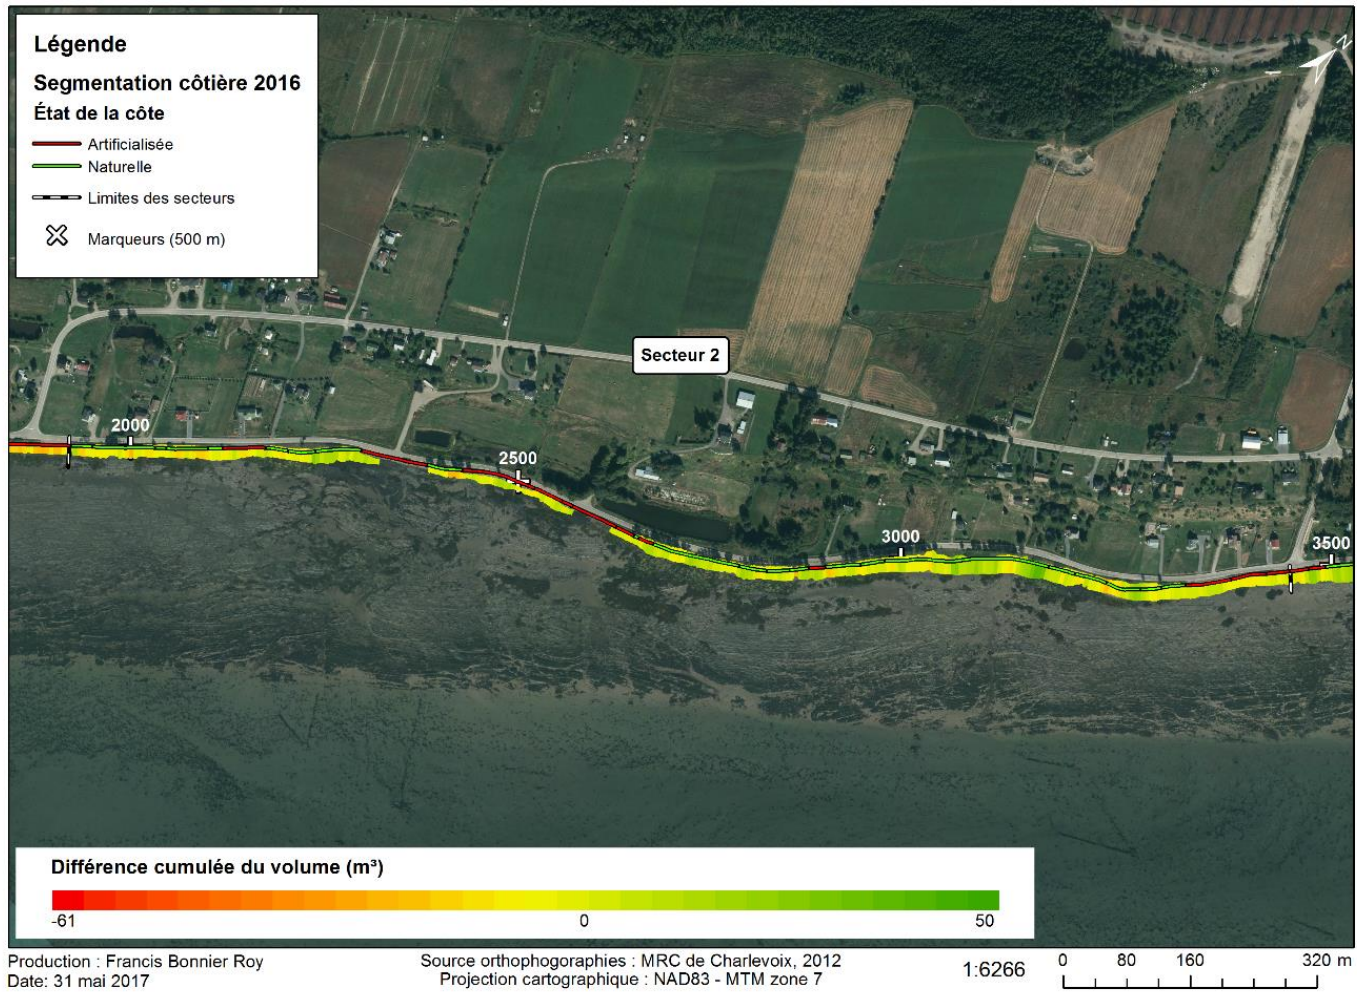 Légende
Segmentation côtière 2016
État de la côte
Artificialisée
Naturelle
Limites des secteurs
Marqueurs (500 m)
N
Secteur 2
2000
2500
3000
3500
Différence cumulée du volume (m³)
-61 0 50
Production : Francis Bonnier Roy
Date: 31 mai 2017
Source orthophogoraphies : MRC de Charlevoix, 2012
Projection cartographique : NAD83 - MTM zone 7
1:6266
0 80 160 320 m